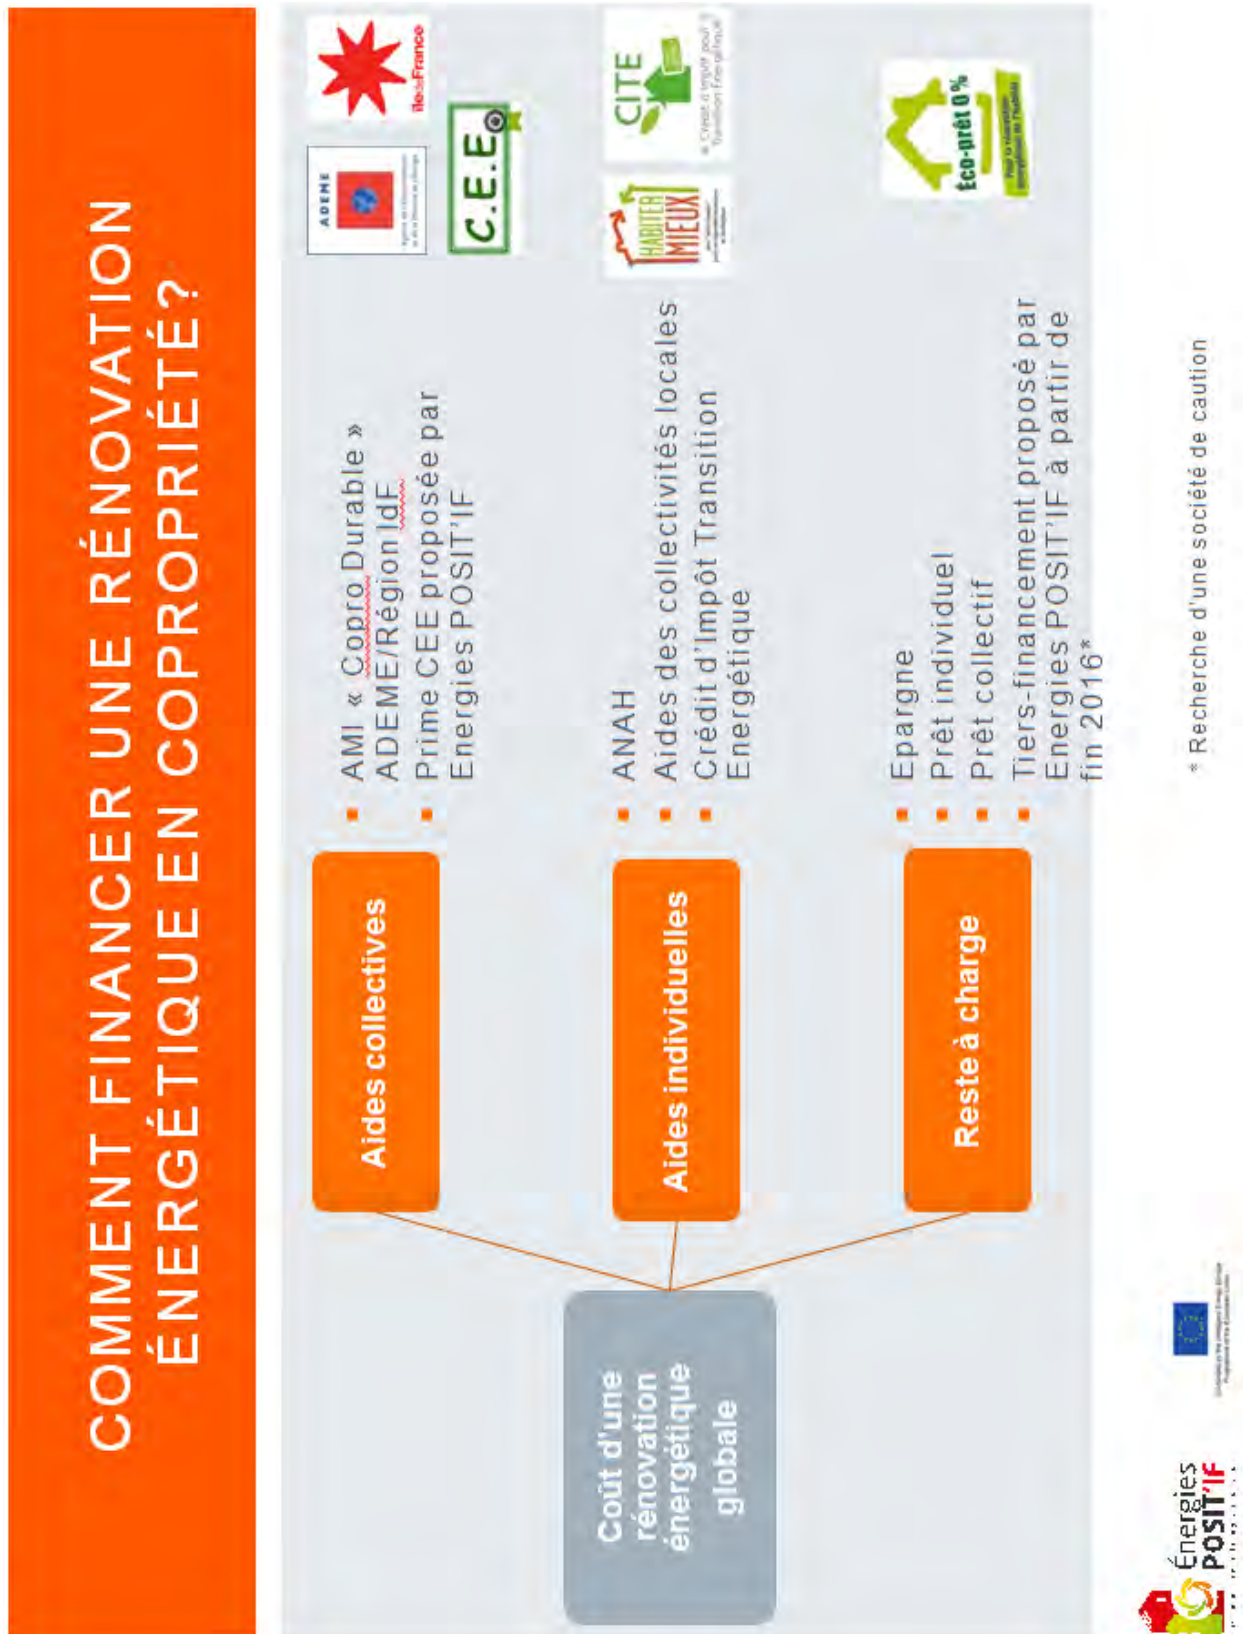 COMMENT FINANCER UNE RÉNOVATION
ÉNERGÉTIQUE EN COPROPRIÉTÉ?
Coût d'une
rénovation
énergétique
globale
Aides collectives
▪ AMI « Copro Durable »
ADEME/Région IdF
▪ Prime CEE proposée par
Energies POSIT'IF
ADEME
île de France
C.E.E
Aides individuelles
▪ ANAH
▪ Aides des collectivités locales
▪ Crédit d'Impôt Transition
Energétique
HABITER
MIEUX
CITE
Reste à charge
▪ Epargne
▪ Prêt individuel
▪ Prêt collectif
▪ Tiers-financement proposé par
Energies POSIT'IF à partir de
fin 2016*
Éco-prêt 0%
* Recherche d'une société de caution
Énergies
POSIT'IF